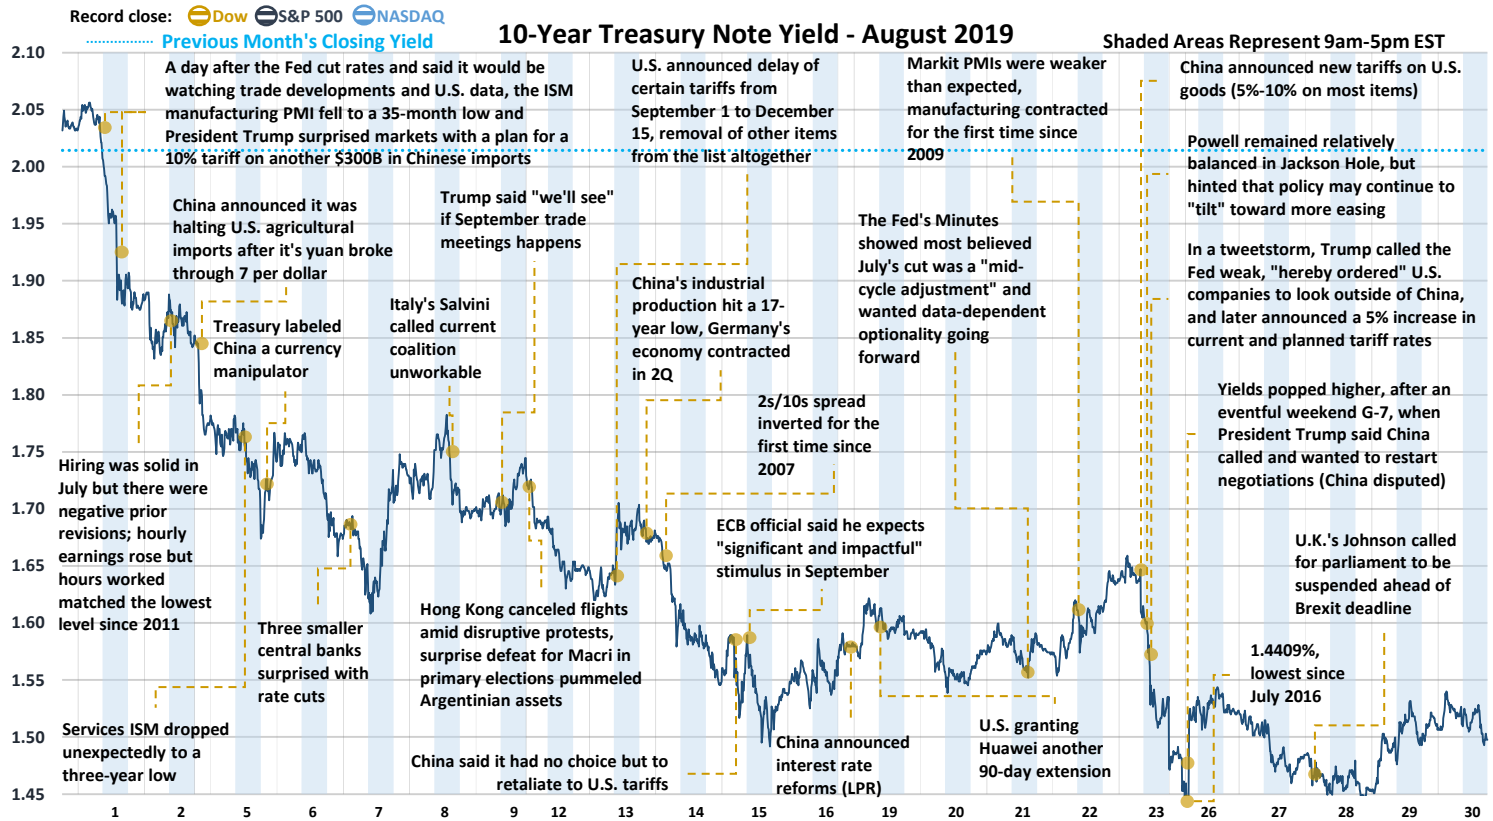 Record close: Dow S&P 500 NASDAQ
Previous Month's Closing Yield
10-Year Treasury Note Yield - August 2019
Shaded Areas Represent 9am-5pm EST
2.10
2.05
2.00
1.95
1.90
1.85
1.80
1.75
1.70
1.65
1.60
1.55
1.50
1.45
A day after the Fed cut rates and said it would be
watching trade developments and U.S. data, the ISM
manufacturing PMI fell to a 35-month low and
President Trump surprised markets with a plan for a
10% tariff on another $300B in Chinese imports
U.S. announced delay of
certain tariffs from
September 1 to December
15, removal of other items
from the list altogether
Markit PMIs were weaker
than expected,
manufacturing contracted
for the first time since
2009
China announced new tariffs on U.S.
goods (5%-10% on most items)
Powell remained relatively
balanced in Jackson Hole, but
hinted that policy may continue to
"tilt" toward more easing
In a tweetstorm, Trump called the
Fed weak, "hereby ordered" U.S.
companies to look outside of China,
and later announced a 5% increase in
current and planned tariff rates
China announced it was
halting U.S. agricultural
imports after it's yuan broke
through 7 per dollar
Trump said "we'll see"
if September trade
meetings happens
The Fed's Minutes
showed most believed
July's cut was a "mid-
cycle adjustment" and
wanted data-dependent
optionality going
forward
Treasury labeled
China a currency
manipulator
Italy's Salvini
called current
coalition
unworkable
China's industrial
production hit a 17-
year low, Germany's
economy contracted
in 2Q
2s/10s spread
inverted for the
first time since
2007
Yields popped higher, after an
eventful weekend G-7, when
President Trump said China
called and wanted to restart
negotiations (China disputed)
Hiring was solid in
July but there were
negative prior
revisions; hourly
earnings rose but
hours worked
matched the lowest
level since 2011
ECB official said he expects
"significant and impactful"
stimulus in September
U.K.'s Johnson called
for parliament to be
suspended ahead of
Brexit deadline
Three smaller
central banks
surprised with
rate cuts
Hong Kong canceled flights
amid disruptive protests,
surprise defeat for Macri in
primary elections pummeled
Argentinian assets
1.4409%,
lowest since
July 2016
Services ISM dropped
unexpectedly to a
three-year low
China said it had no choice but to
retaliate to U.S. tariffs
China announced
interest rate
reforms (LPR)
U.S. granting
Huawei another
90-day extension
1 2 5 6 7 8 9 12 13 14 15 16 19 20 21 22 23 26 27 28 29 30